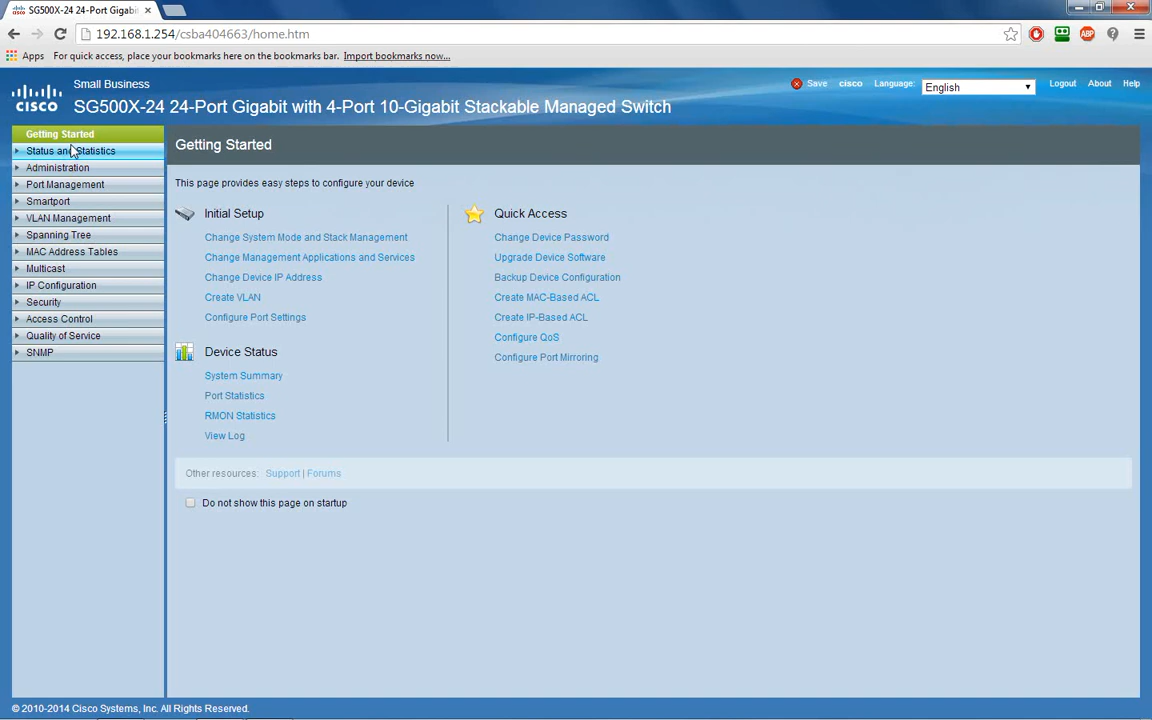 SG500X-24 24-Port Gigabi
192.168.1.254/csba404663/home.htm
Apps For quick access, place your bookmarks here on the bookmarks bar. Import bookmarks now...
ABP
Small Business
cisco
SG500X-24 24-Port Gigabit with 4-Port 10-Gigabit Stackable Managed Switch
Save cisco Language: English Logout About Help
Getting Started
Status and Statistics
Administration
Port Management
Smartport
VLAN Management
Spanning Tree
MAC Address Tables
Multicast
IP Configuration
Security
Access Control
Quality of Service
SNMP
Getting Started
This page provides easy steps to configure your device
Initial Setup
Change System Mode and Stack Management
Change Management Applications and Services
Change Device IP Address
Create VLAN
Configure Port Settings
Device Status
System Summary
Port Statistics
RMON Statistics
View Log
Quick Access
Change Device Password
Upgrade Device Software
Backup Device Configuration
Create MAC-Based ACL
Create IP-Based ACL
Configure QoS
Configure Port Mirroring
Other resources: Support | Forums
Do not show this page on startup
© 2010-2014 Cisco Systems, Inc. All Rights Reserved.